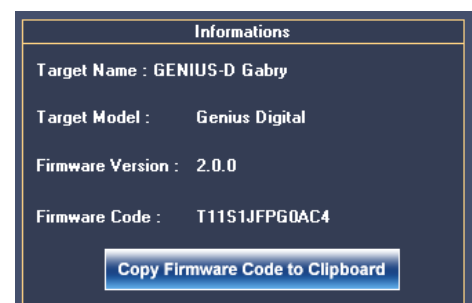 Informations
Target Name : GENIUS-D Gabry
Target Model : Genius Digital
Firmware Version : 2.0.0
Firmware Code : T11S1JFPG0AC4
Copy Firmware Code to Clipboard